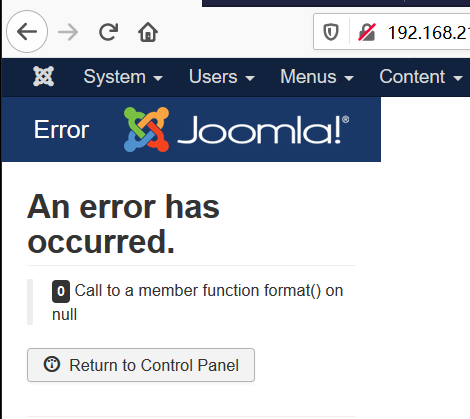 192.168.21
System Users Menus Content
Error Joomla!®
An error has
occurred.
0 Call to a member function format() on
null
Return to Control Panel